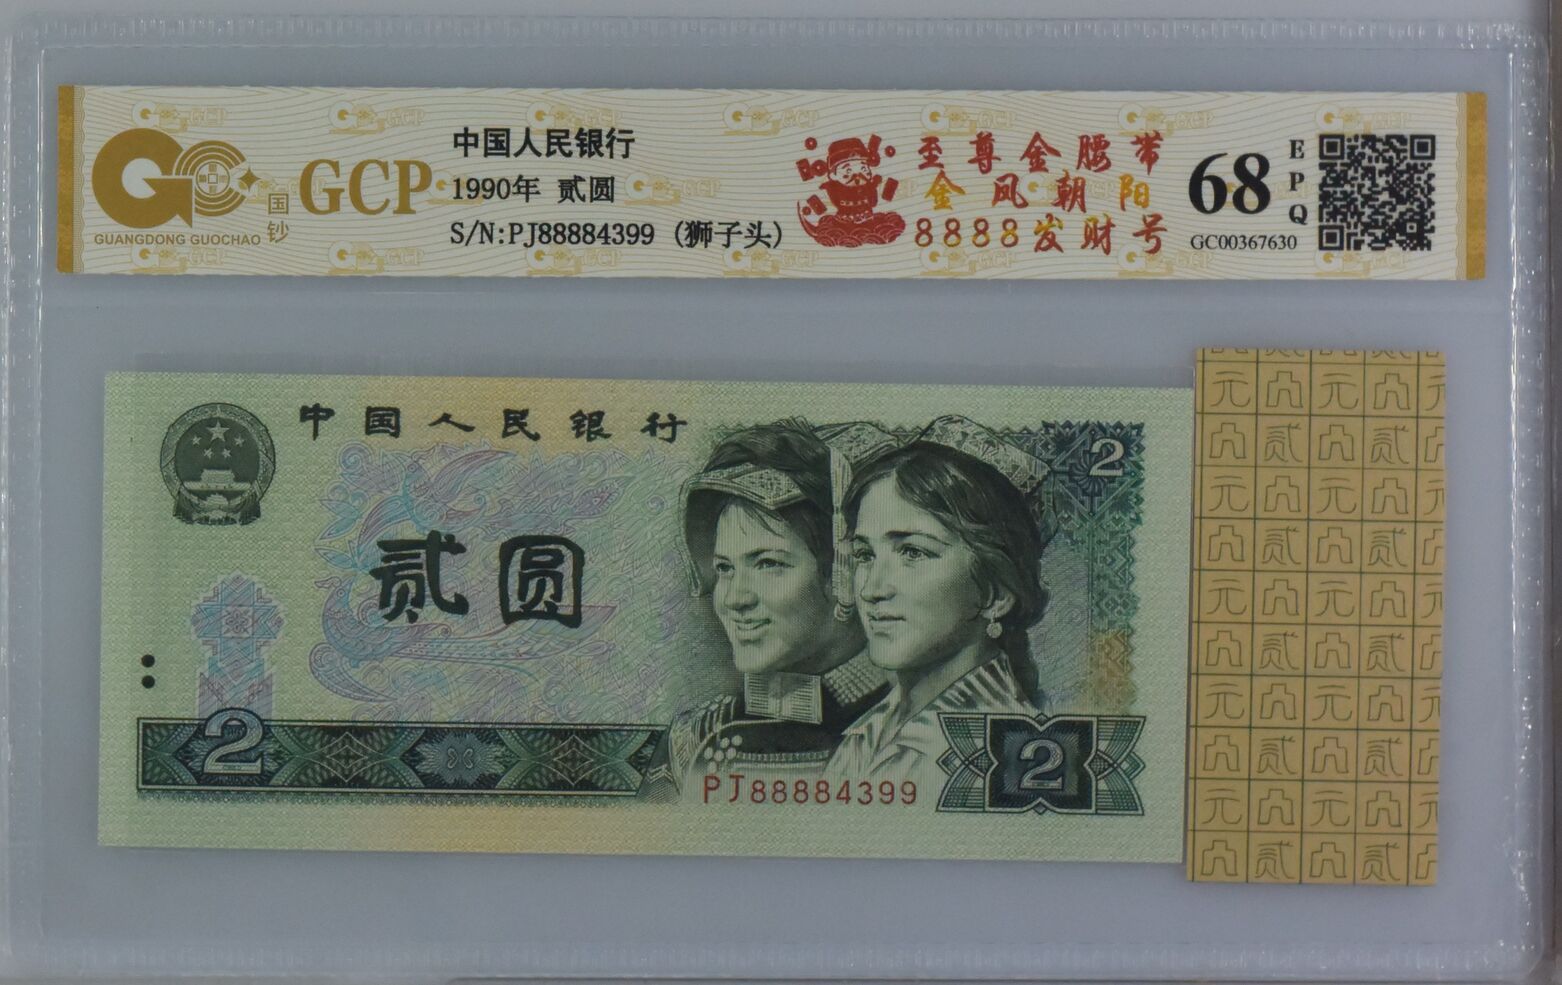 GCP
国钞
GUANGDONG GUOCHAO
中国人民银行
1990年 贰圆
S/N:PJ88884399 (狮子头)
至尊金腰带
金凤朝阳
8888发财号
68
EPQ
GC00367630
中国人民银行
2
贰圆
2
PJ88884399
2